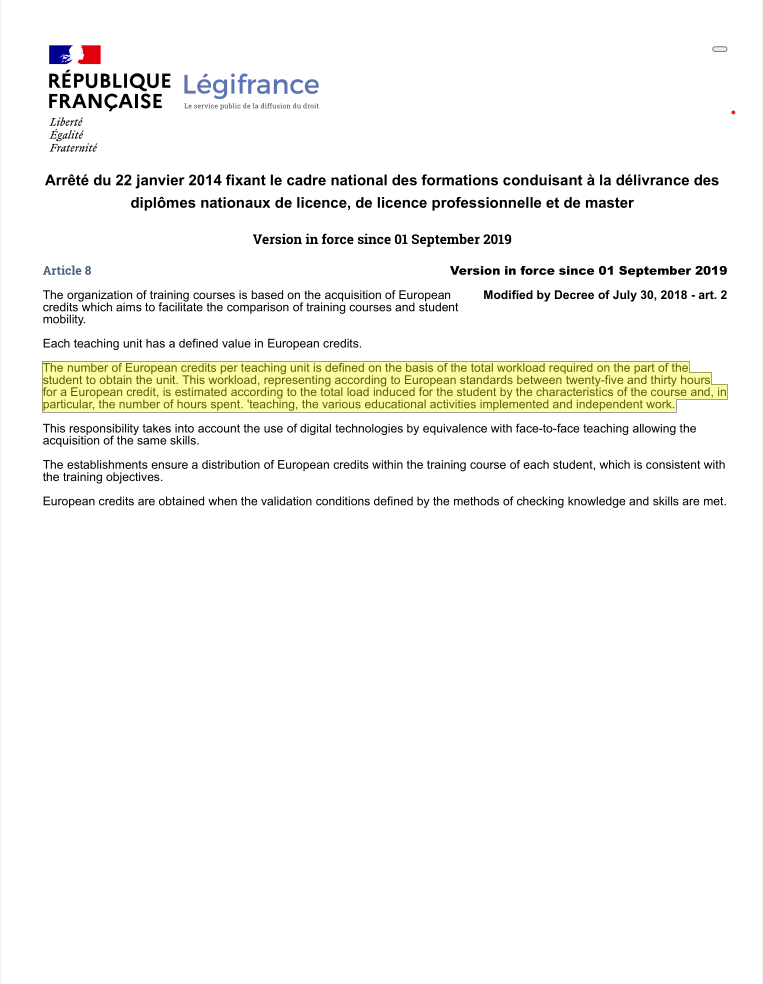 RÉPUBLIQUE
FRANÇAISE
Liberté
Égalité
Fraternité
Légifrance
Le service public de la diffusion du droit
Arrêté du 22 janvier 2014 fixant le cadre national des formations conduisant à la délivrance des
diplômes nationaux de licence, de licence professionnelle et de master
Version in force since 01 September 2019
Article 8
Version in force since 01 September 2019
Modified by Decree of July 30, 2018 - art. 2
The organization of training courses is based on the acquisition of European
credits which aims to facilitate the comparison of training courses and student
mobility.
Each teaching unit has a defined value in European credits.
The number of European credits per teaching unit is defined on the basis of the total workload required on the part of the
student to obtain the unit. This workload, representing according to European standards between twenty-five and thirty hours
for a European credit, is estimated according to the total load induced for the student by the characteristics of the course and, in
particular, the number of hours spent. 'teaching, the various educational activities implemented and independent work.
This responsibility takes into account the use of digital technologies by equivalence with face-to-face teaching allowing the
acquisition of the same skills.
The establishments ensure a distribution of European credits within the training course of each student, which is consistent with
the training objectives.
European credits are obtained when the validation conditions defined by the methods of checking knowledge and skills are met.